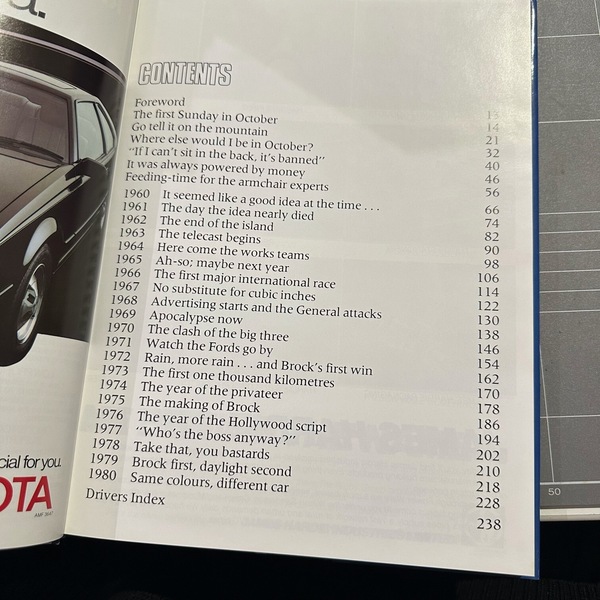 cial for you.
OTA
CONTENTS
Foreword 13
The first Sunday in October 14
Go tell it on the mountain 21
Where else would I be in October? 32
"If I can't sit in the back, it's banned" 40
It was always powered by money 46
Feeding-time for the armchair experts 56
1960 It seemed like a good idea at the time . . . 66
1961 The day the idea nearly died 74
1962 The end of the island 82
1963 The telecast begins 90
1964 Here come the works teams 98
1965 Ah-so; maybe next year 106
1966 The first major international race 114
1967 No substitute for cubic inches 122
1968 Advertising starts and the General attacks 130
1969 Apocalypse now 138
1970 The clash of the big three 146
1971 Watch the Fords go by 154
1972 Rain, more rain . . . and Brock's first win 162
1973 The first one thousand kilometres 170
1974 The year of the privateer 178
1975 The making of Brock 186
1976 The year of the Hollywood script 194
1977 "Who's the boss anyway?" 202
1978 Take that, you bastards 210
1979 Brock first, daylight second 218
1980 Same colours, different car 228
Drivers Index 238
50